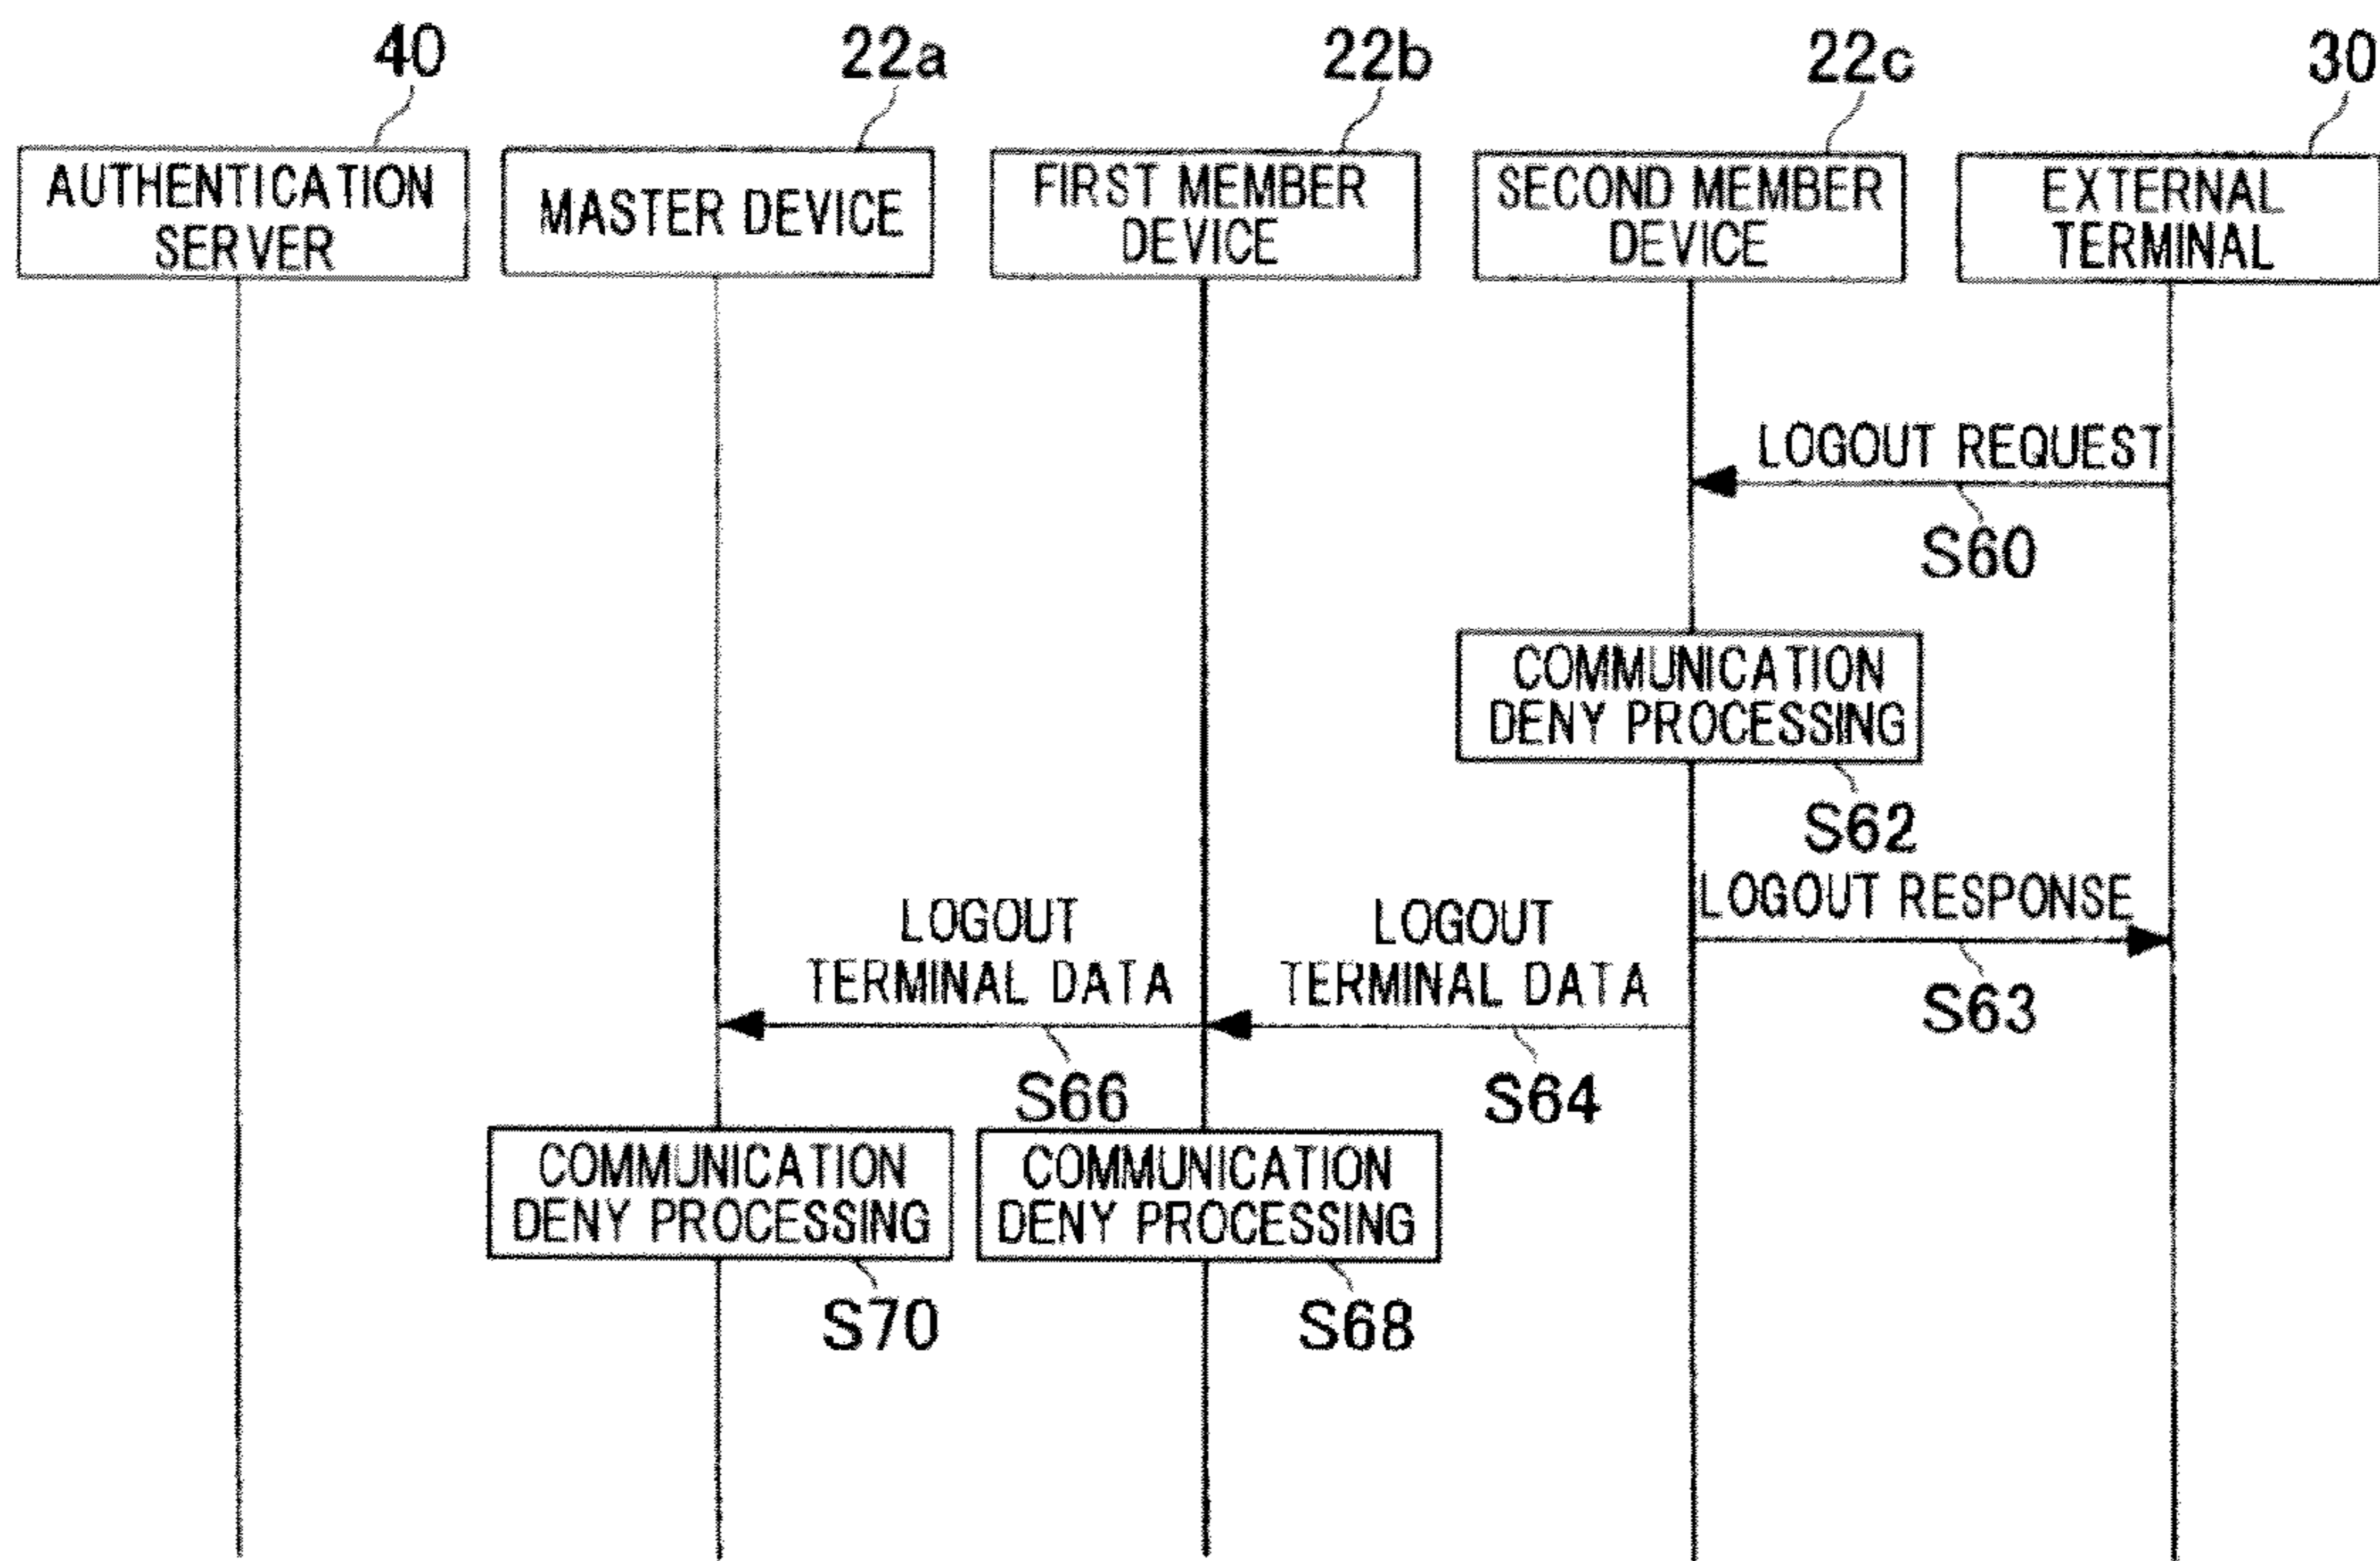 40
22a
22b
22c
30
AUTHENTICATION
SERVER
MASTER DEVICE
FIRST MEMBER
DEVICE
SECOND MEMBER
DEVICE
EXTERNAL
TERMINAL
LOGOUT REQUEST
S60
COMMUNICATION
DENY PROCESSING
S62
LOGOUT RESPONSE
S63
LOGOUT
TERMINAL DATA
S64
LOGOUT
TERMINAL DATA
S66
COMMUNICATION
DENY PROCESSING
S68
COMMUNICATION
DENY PROCESSING
S70